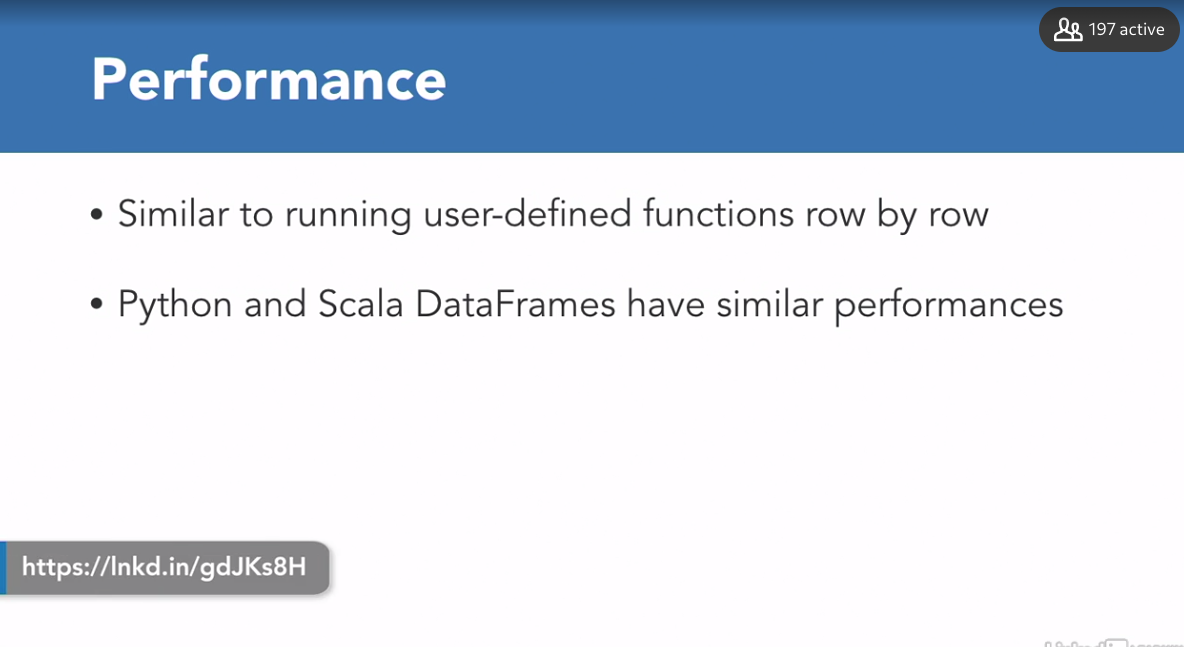 197 active
Performance
• Similar to running user-defined functions row by row
• Python and Scala DataFrames have similar performances
https://lnkd.in/gdJKs8H